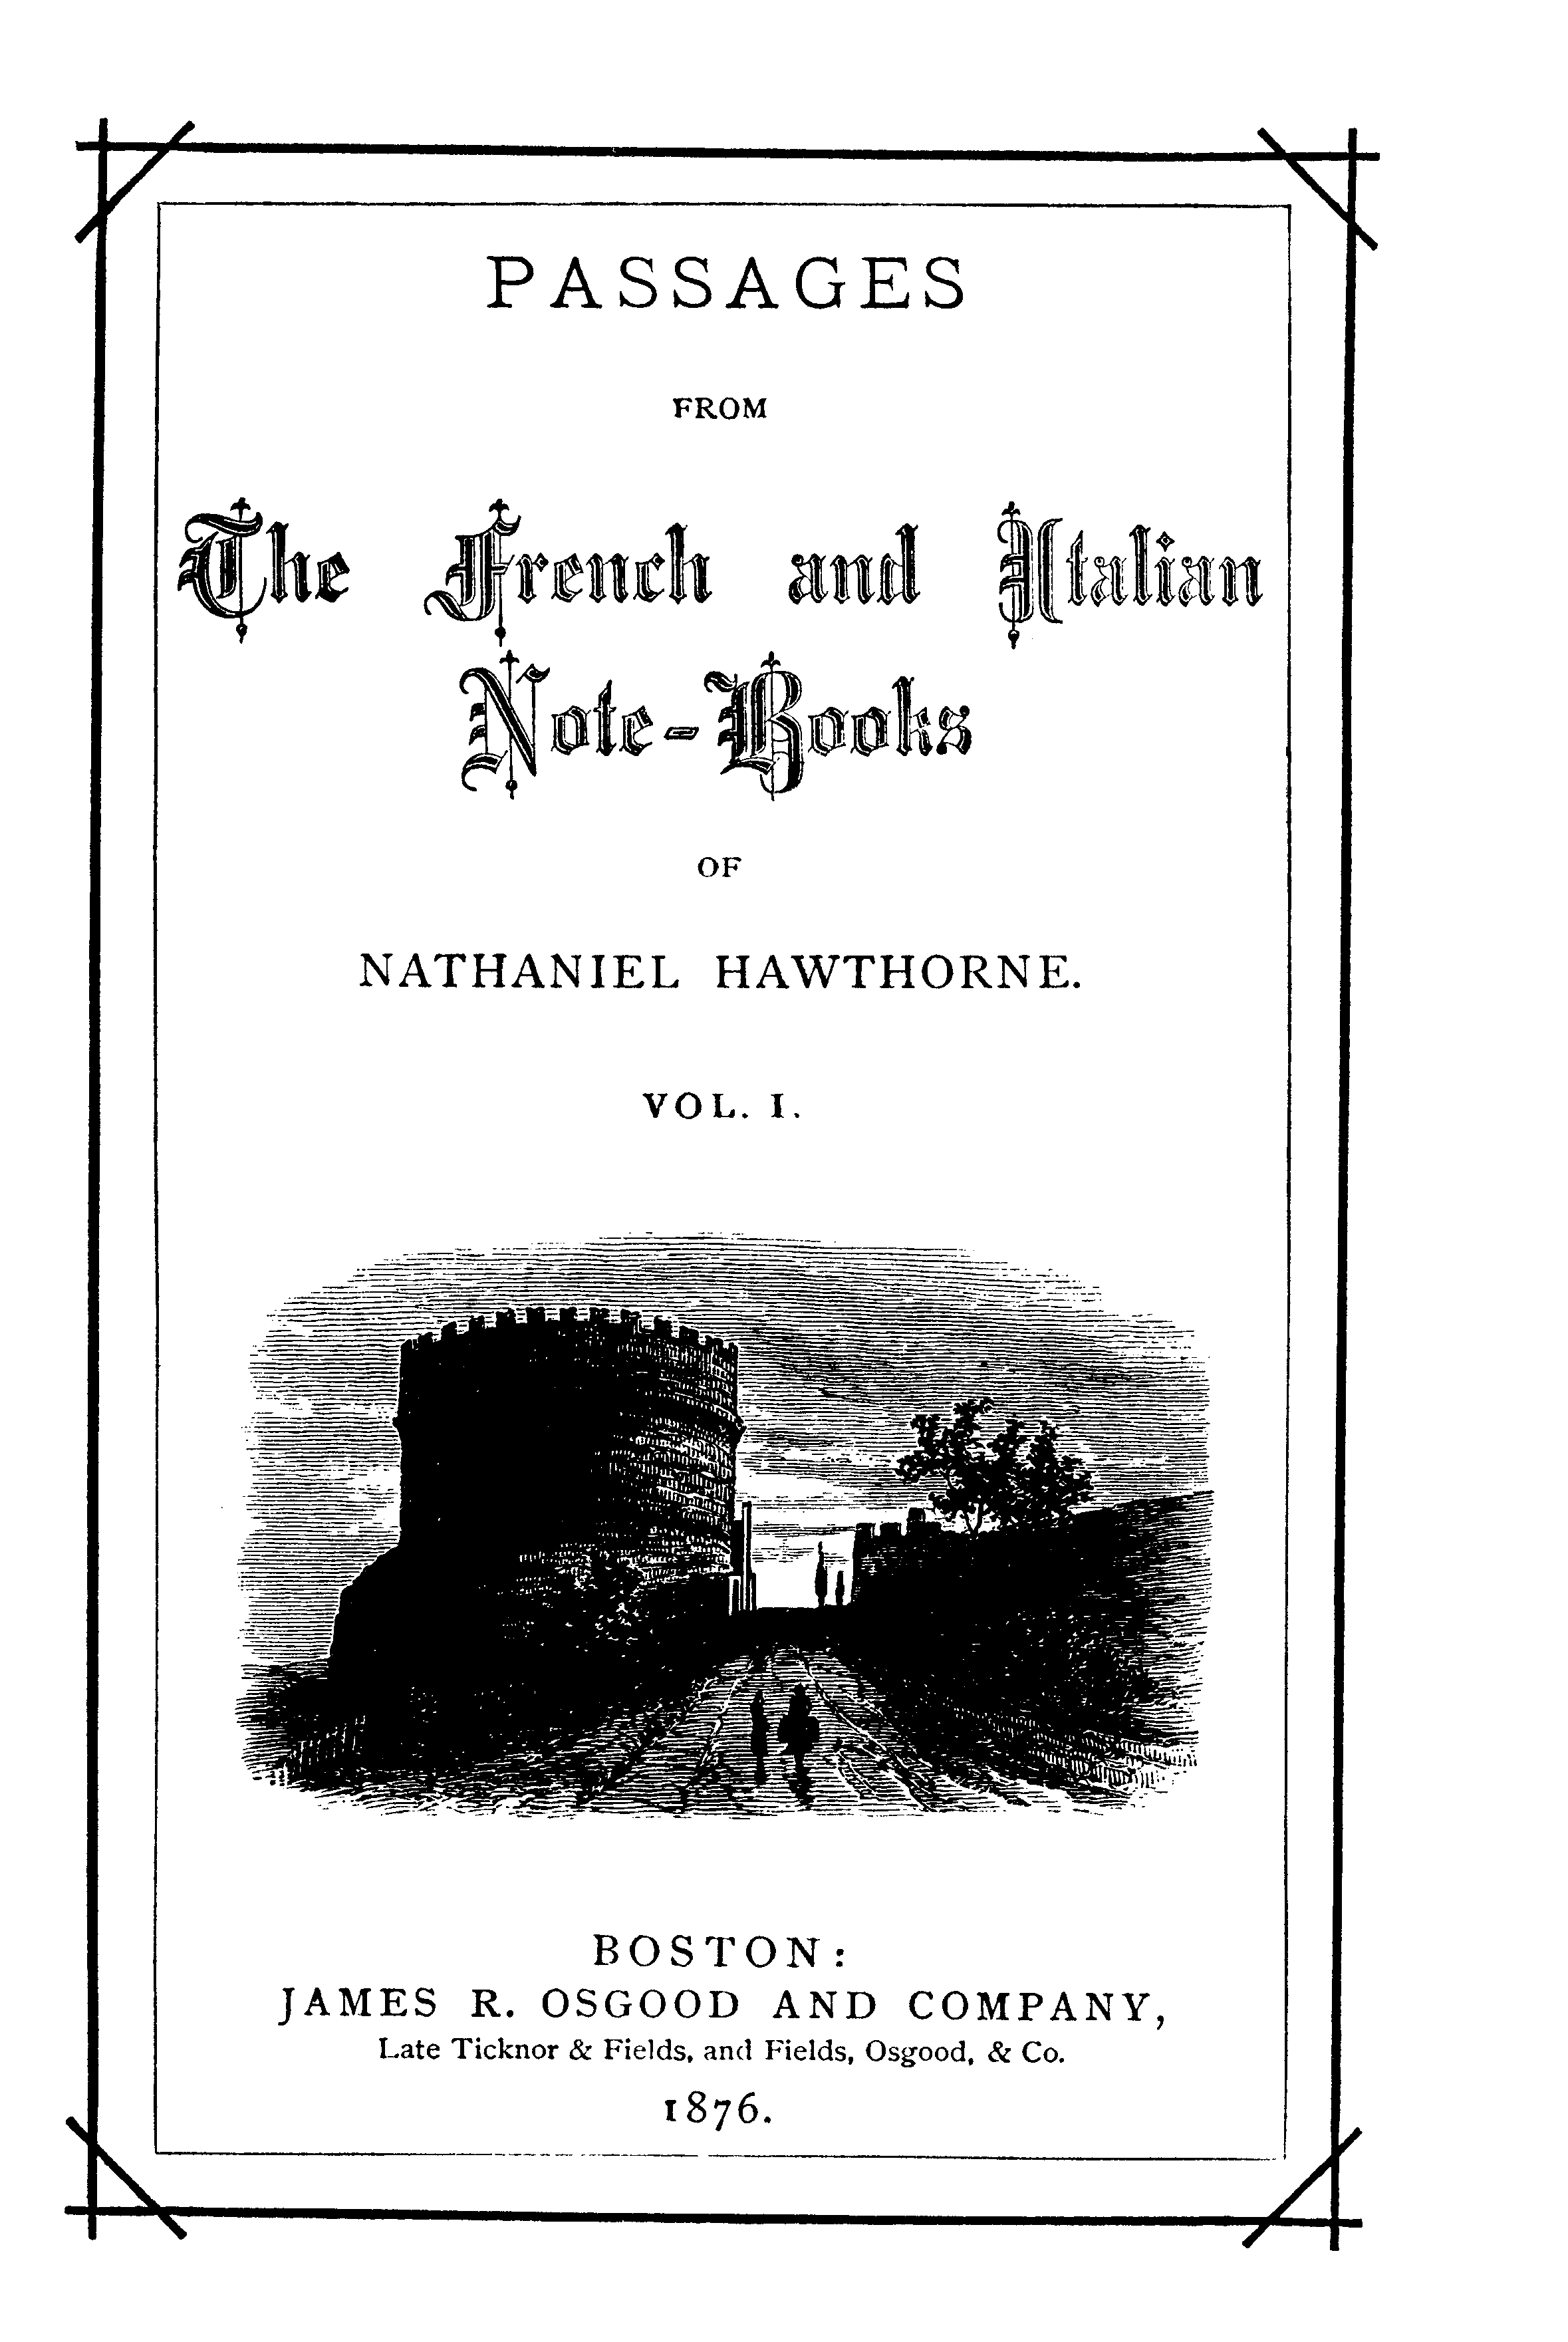 PASSAGES
FROM
The French and Italian
Note-Books
OF
NATHANIEL HAWTHORNE.
VOL. I.
BOSTON:
JAMES R. OSGOOD AND COMPANY,
Late Ticknor & Fields, and Fields, Osgood, & Co.
1876.